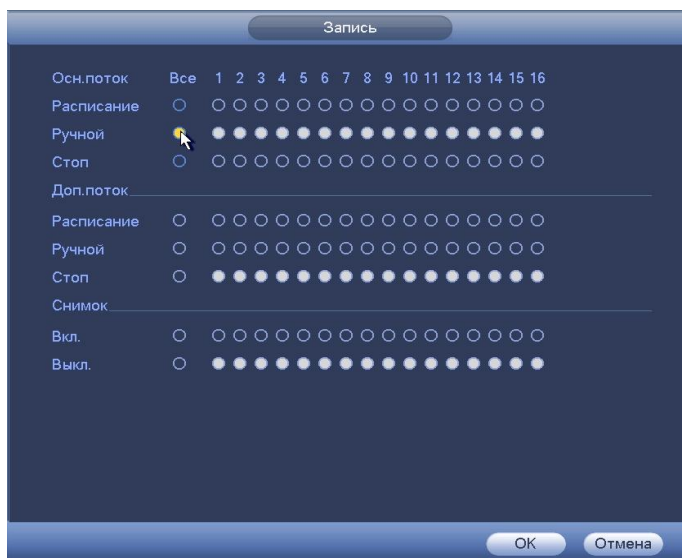 Запись
Осн.поток Все 1 2 3 4 5 6 7 8 9 10 11 12 13 14 15 16
Расписание
Ручной
Стоп
Доп.поток
Расписание
Ручной
Стоп
Снимок
Вкл.
Выкл.
OK Отмена